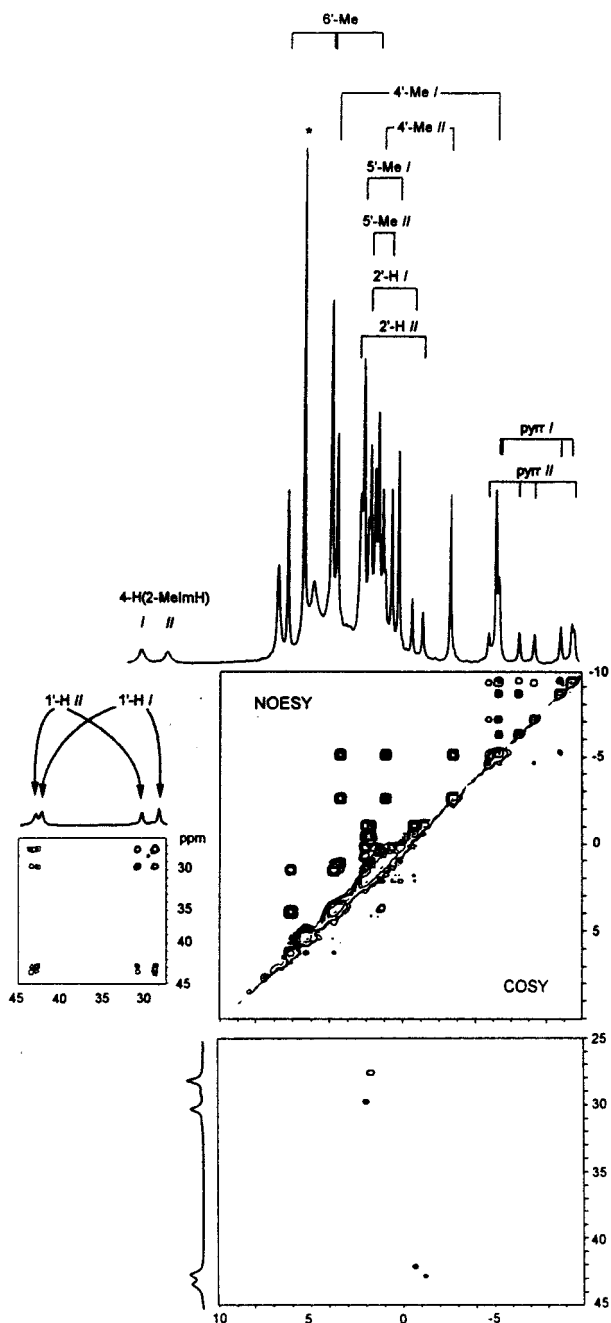 6'-Me
4'-Me I
*
4'-Me II
5'-Me I
5'-Me II
2'-H I
2'-H II
pyrr I
pyrr II
4-H(2-MeImH)
I II
1'-H II 1'-H I
ppm
30
35
40
45
45 40 35 30
NOESY
COSY
-10
-5
0
5
25
30
35
40
45
10 5 0 -5